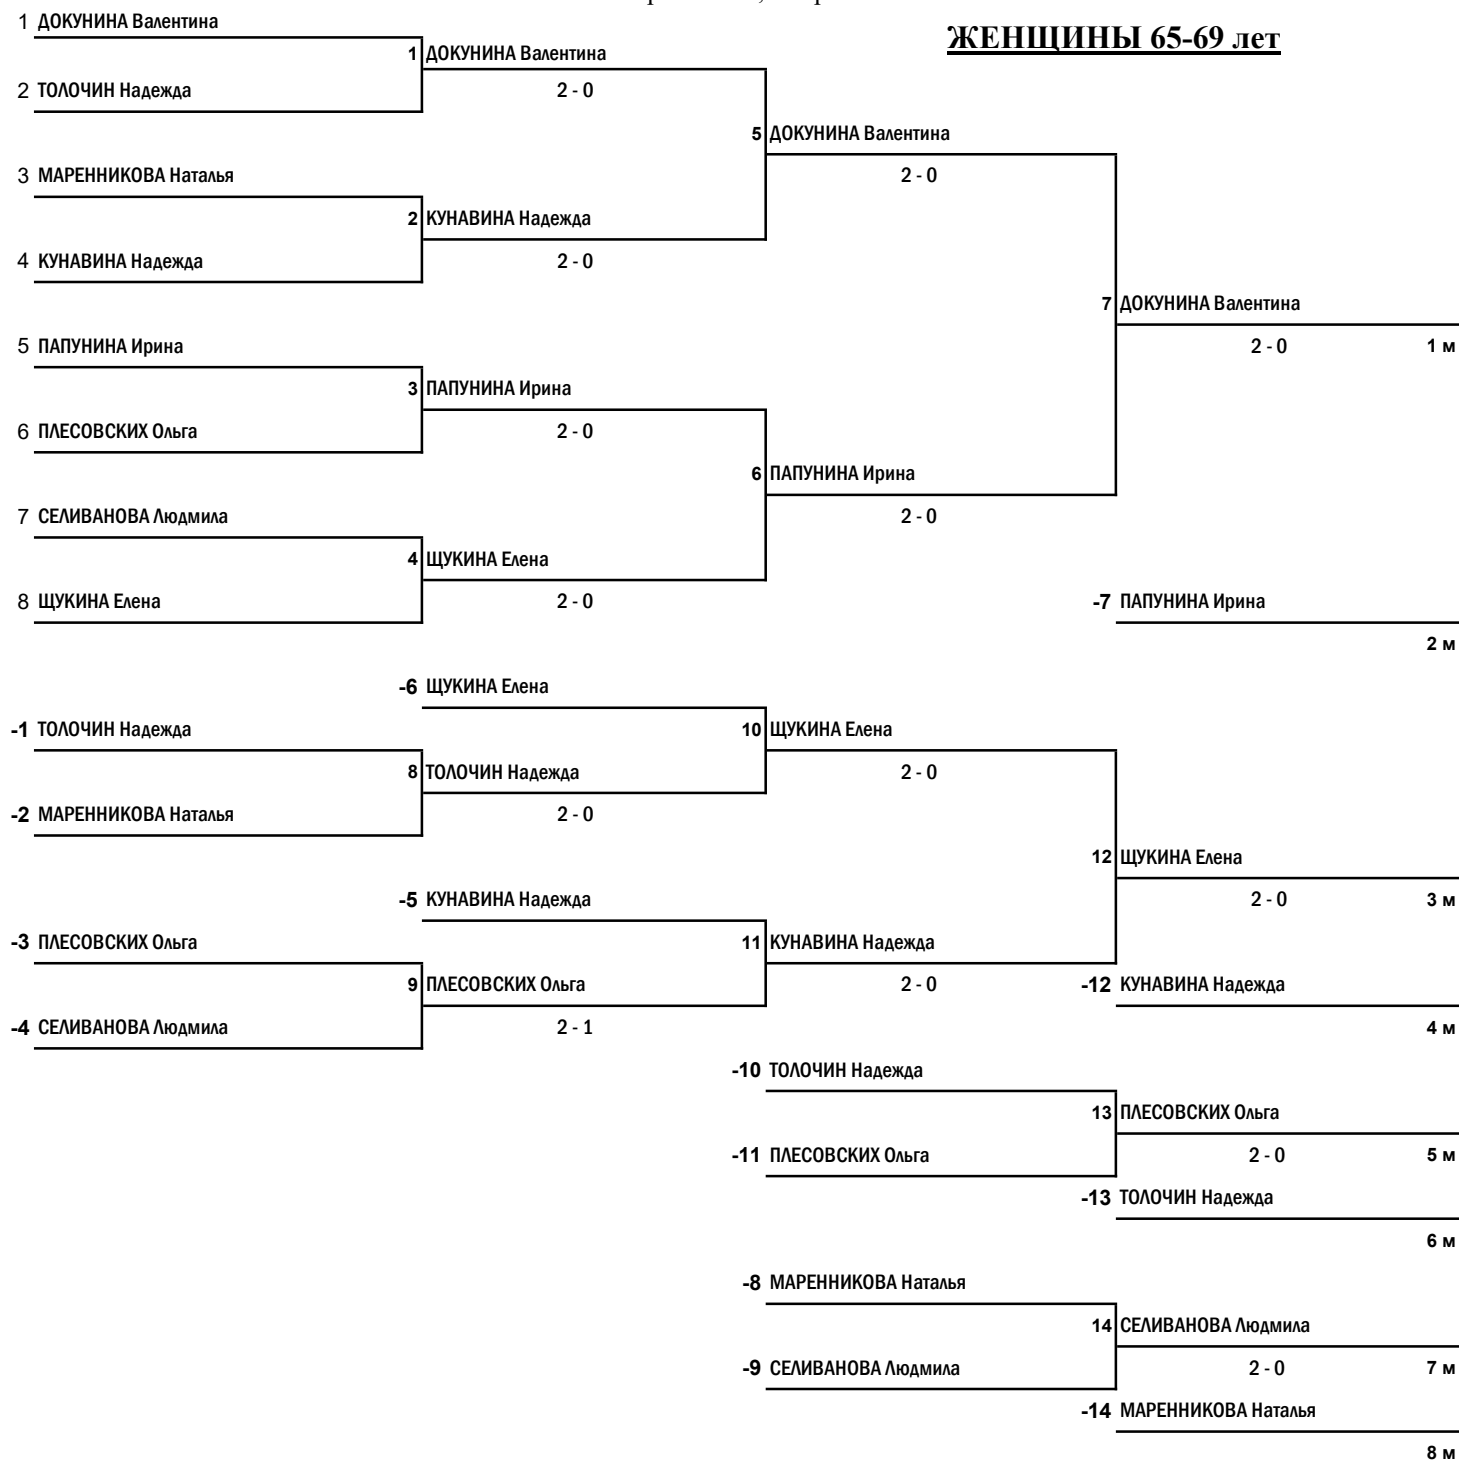 ЖЕНЩИНЫ 65-69 лет
1 ДОКУНИНА Валентина
1 ДОКУНИНА Валентина
2 ТОЛОЧИН Надежда
2 - 0
5 ДОКУНИНА Валентина
3 МАРЕННИКОВА Наталья
2 - 0
2 КУНАВИНА Надежда
4 КУНАВИНА Надежда
2 - 0
7 ДОКУНИНА Валентина
5 ПАПУНИНА Ирина
2 - 0 1 м
3 ПАПУНИНА Ирина
6 ПЛЕСОВСКИХ Ольга
2 - 0
6 ПАПУНИНА Ирина
7 СЕЛИВАНОВА Людмила
2 - 0
4 ЩУКИНА Елена
8 ЩУКИНА Елена
2 - 0
-7 ПАПУНИНА Ирина
2 м
-6 ЩУКИНА Елена
-1 ТОЛОЧИН Надежда
10 ЩУКИНА Елена
8 ТОЛОЧИН Надежда
2 - 0
-2 МАРЕННИКОВА Наталья
2 - 0
12 ЩУКИНА Елена
-5 КУНАВИНА Надежда
2 - 0 3 м
-3 ПЛЕСОВСКИХ Ольга
11 КУНАВИНА Надежда
9 ПЛЕСОВСКИХ Ольга
2 - 0
-12 КУНАВИНА Надежда
-4 СЕЛИВАНОВА Людмила
2 - 1
4 м
-10 ТОЛОЧИН Надежда
13 ПЛЕСОВСКИХ Ольга
-11 ПЛЕСОВСКИХ Ольга
2 - 0 5 м
-13 ТОЛОЧИН Надежда
6 м
-8 МАРЕННИКОВА Наталья
14 СЕЛИВАНОВА Людмила
-9 СЕЛИВАНОВА Людмила
2 - 0 7 м
-14 МАРЕННИКОВА Наталья
8 м